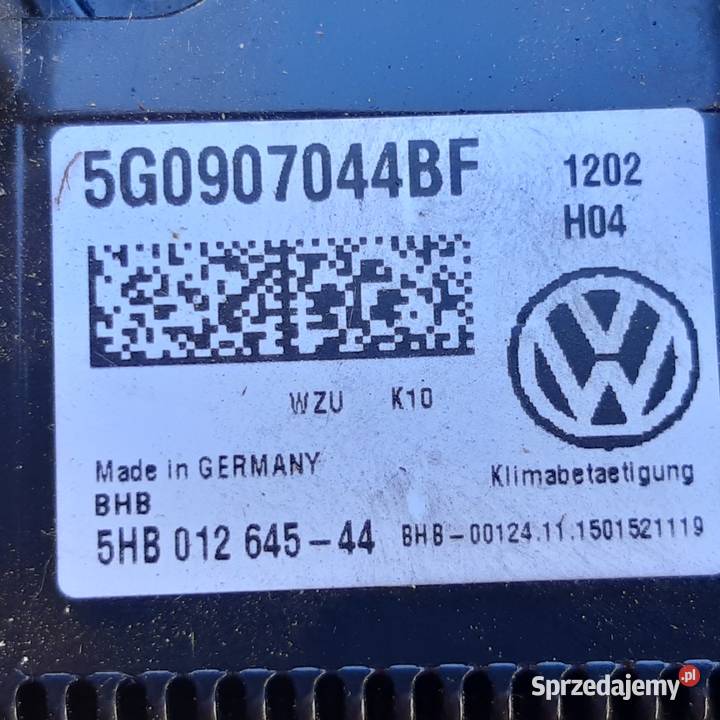 5G0907044BF
1202
H04
WZU K10
Made in GERMANY
BHB
5HB 012 645-44
Klimabetaetigung
BHB-00124.11.1501521119
Sprzedajemy.pl